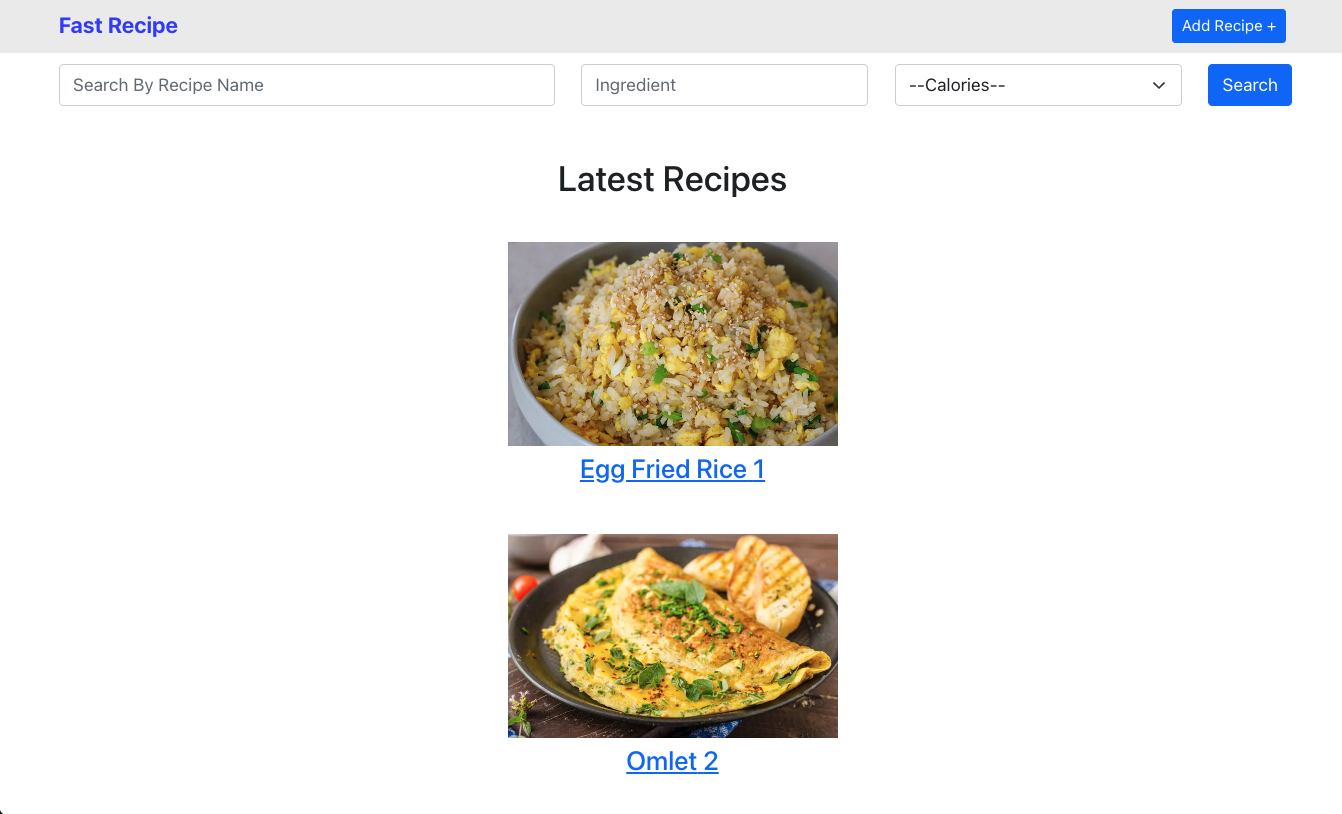 Fast Recipe
Add Recipe +
Search By Recipe Name
Ingredient
--Calories--
Search
Latest Recipes
Egg Fried Rice 1
Omlet 2